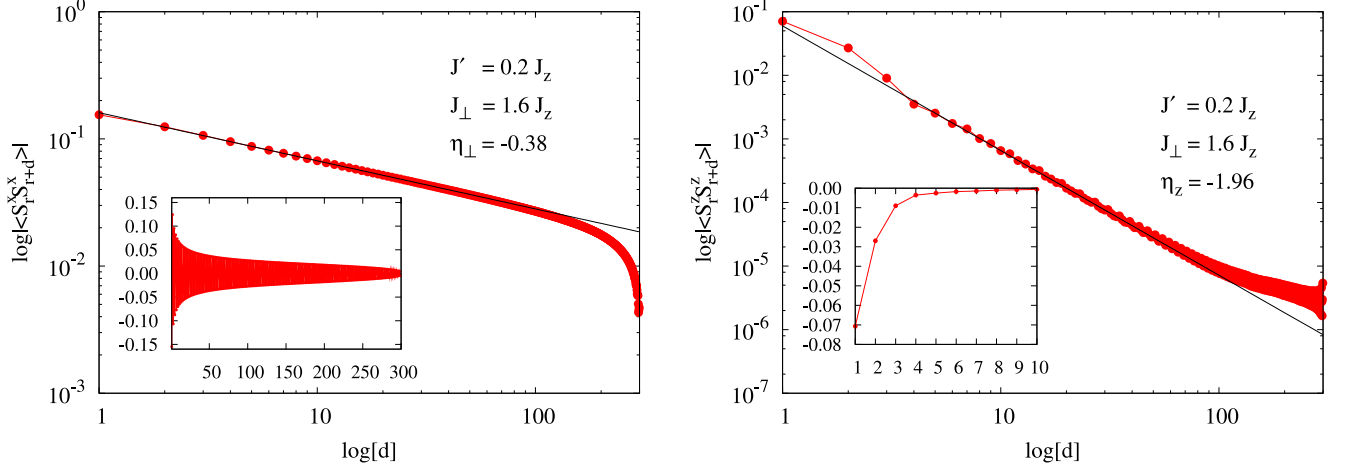 10^0
10^-1
10^-2
10^-3
1
10
100
log[d]
log|<S_r^x S_{r+d}^x>|
J′ = 0.2 J_z
J_⊥ = 1.6 J_z
η_⊥ = -0.38
0.15
0.10
0.05
0.00
-0.05
-0.10
-0.15
50 100 150 200 250 300
10^-1
10^-2
10^-3
10^-4
10^-5
10^-6
10^-7
1
10
100
log[d]
log|<S_r^z S_{r+d}^z>|
J′ = 0.2 J_z
J_⊥ = 1.6 J_z
η_z = -1.96
0.00
-0.01
-0.02
-0.03
-0.04
-0.05
-0.06
-0.07
-0.08
1 2 3 4 5 6 7 8 9 10